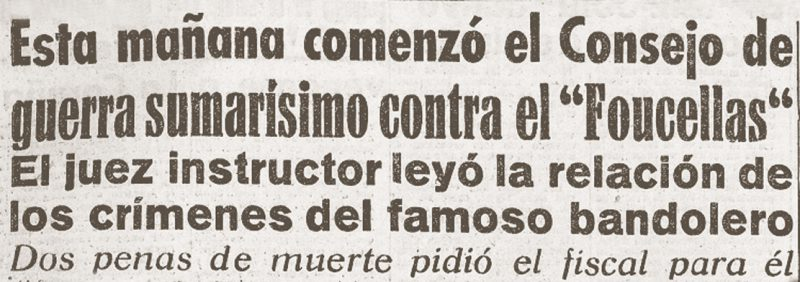 Esta mañana comenzó el Consejo de
guerra sumarísimo contra el “Foucellas“
El juez instructor leyó la relación de
los crímenes del famoso bandolero
Dos penas de muerte pidió el fiscal para él